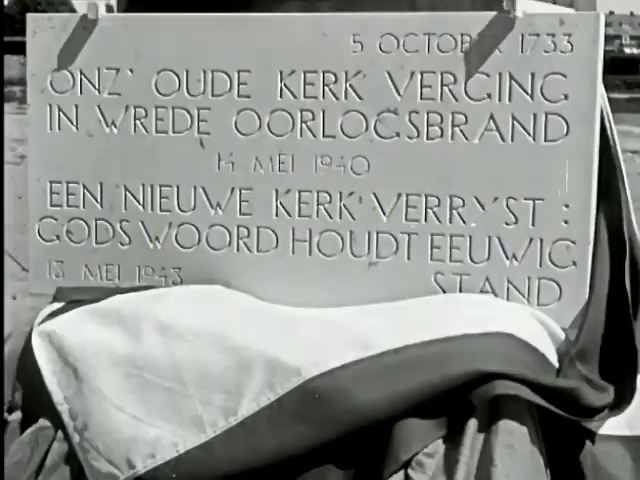 5 OCTOBER 1733
ONZ' OUDE KERK VERGING
IN WREDE OORLOGSBRAND
14 MEI 1940
EEN NIEUWE KERK VERRYST:
GODS WOORD HOUDT EEUWIG
13 MEI 1943 STAND